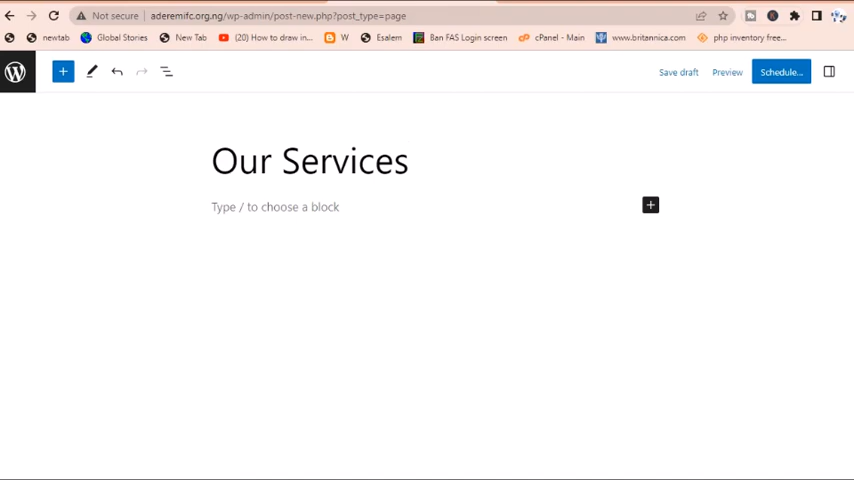 Not secure aderemifc.org.ng/wp-admin/post-new.php?post_type=page
newtab Global Stories New Tab (20) How to draw in... W Esalem Ban FAS Login screen cPanel - Main www.britannica.com php inventory free...
Save draft Preview Schedule...
Our Services
Type / to choose a block